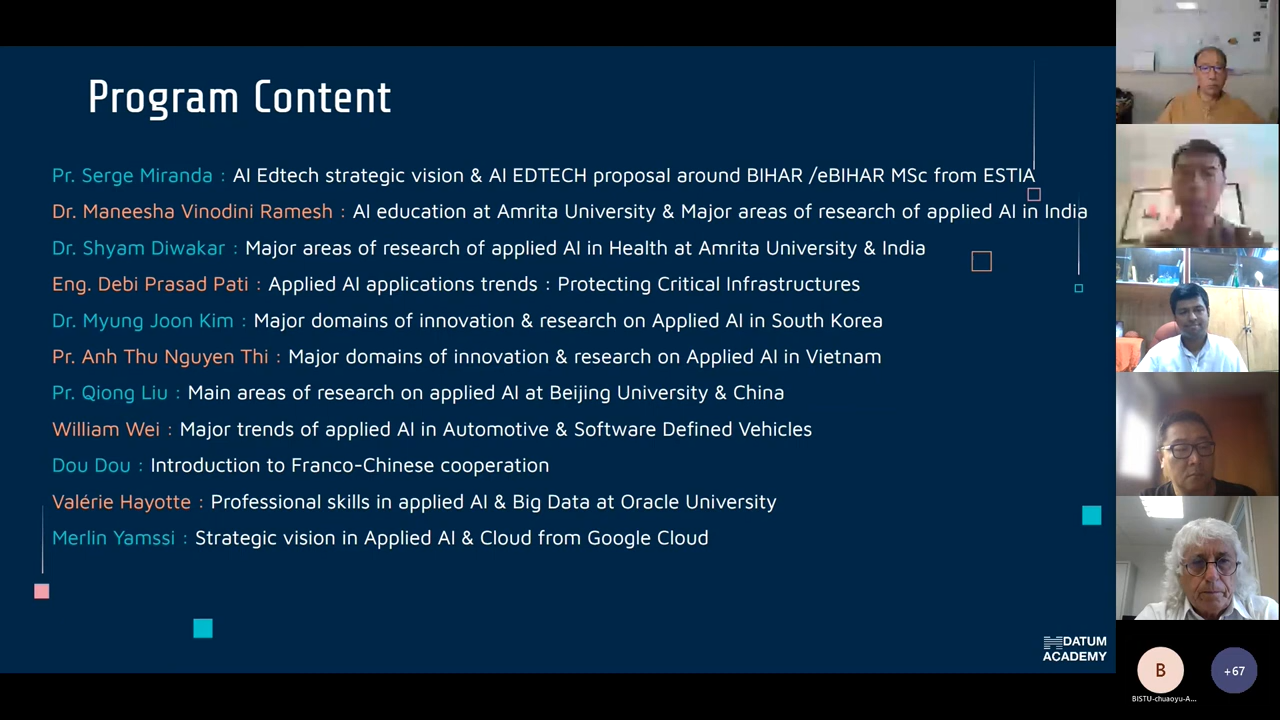 Program Content
Pr. Serge Miranda : AI Edtech strategic vision & AI EDTECH proposal around BIHAR /eBIHAR MSc from ESTIA
Dr. Maneesha Vinodini Ramesh : AI education at Amrita University & Major areas of research of applied AI in India
Dr. Shyam Diwakar : Major areas of research of applied AI in Health at Amrita University & India
Eng. Debi Prasad Pati : Applied AI applications trends : Protecting Critical Infrastructures
Dr. Myung Joon Kim : Major domains of innovation & research on Applied AI in South Korea
Pr. Anh Thu Nguyen Thi : Major domains of innovation & research on Applied AI in Vietnam
Pr. Qiong Liu : Main areas of research on applied AI at Beijing University & China
William Wei : Major trends of applied AI in Automotive & Software Defined Vehicles
Dou Dou : Introduction to Franco-Chinese cooperation
Valérie Hayotte : Professional skills in applied AI & Big Data at Oracle University
Merlin Yamssi : Strategic vision in Applied AI & Cloud from Google Cloud
DATUM
ACADEMY
B
+67
BISTU-chuaoyu-A...